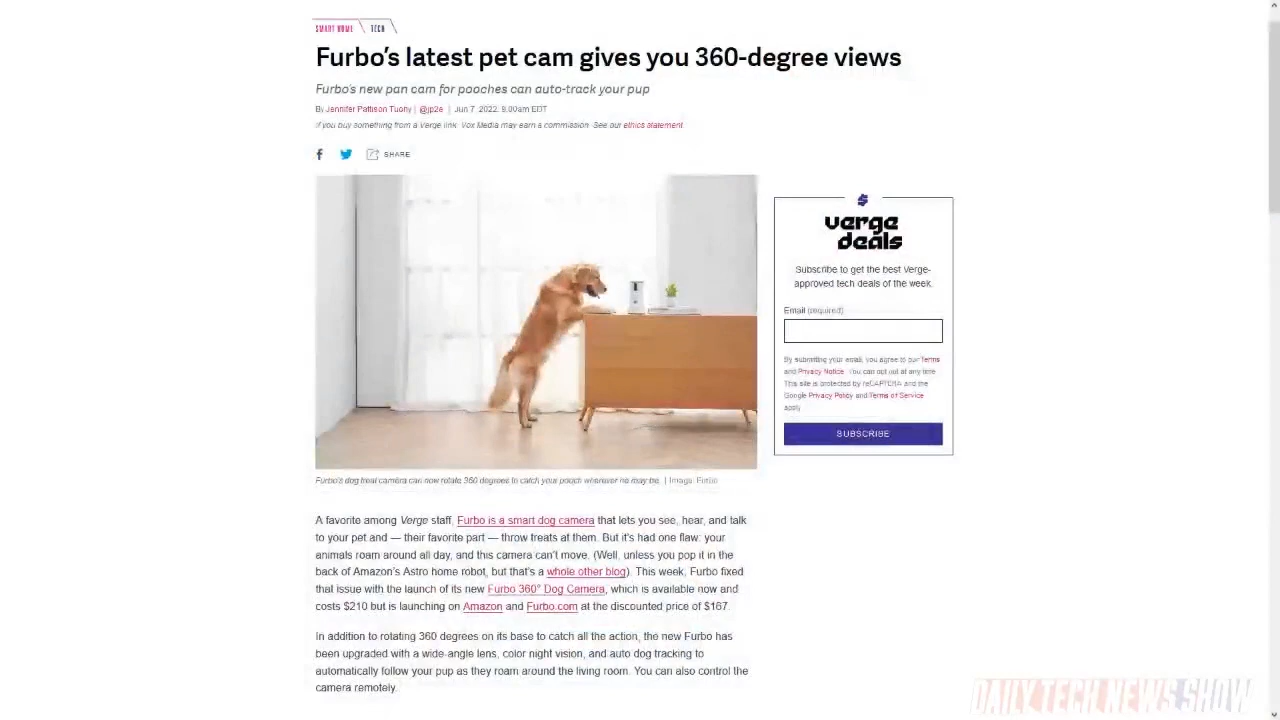 SMART HOME TECH
Furbo's latest pet cam gives you 360-degree views
Furbo's new pan cam for pooches can auto-track your pup
By Jennifer Pattison Tuohy | @jp2e | Jun 7, 2022, 9:00am EDT
If you buy something from a Verge link, Vox Media may earn a commission. See our ethics statement.
SHARE
verge
deals
Subscribe to get the best Verge-
approved tech deals of the week.
Email (required)
By submitting your email, you agree to our Terms
and Privacy Notice. You can opt out at any time.
This site is protected by reCAPTCHA and the
Google Privacy Policy and Terms of Service
apply.
SUBSCRIBE
Furbo's dog treat camera can now rotate 360 degrees to catch your pooch wherever he may be. | Image: Furbo
A favorite among Verge staff, Furbo is a smart dog camera that lets you see, hear, and talk
to your pet and — their favorite part — throw treats at them. But it's had one flaw: your
animals roam around all day, and this camera can't move. (Well, unless you pop it in the
back of Amazon's Astro home robot, but that's a whole other blog). This week, Furbo fixed
that issue with the launch of its new Furbo 360° Dog Camera, which is available now and
costs $210 but is launching on Amazon and Furbo.com at the discounted price of $167.
In addition to rotating 360 degrees on its base to catch all the action, the new Furbo has
been upgraded with a wide-angle lens, color night vision, and auto dog tracking to
automatically follow your pup as they roam around the living room. You can also control the
camera remotely.
DAILY TECH NEWS SHOW